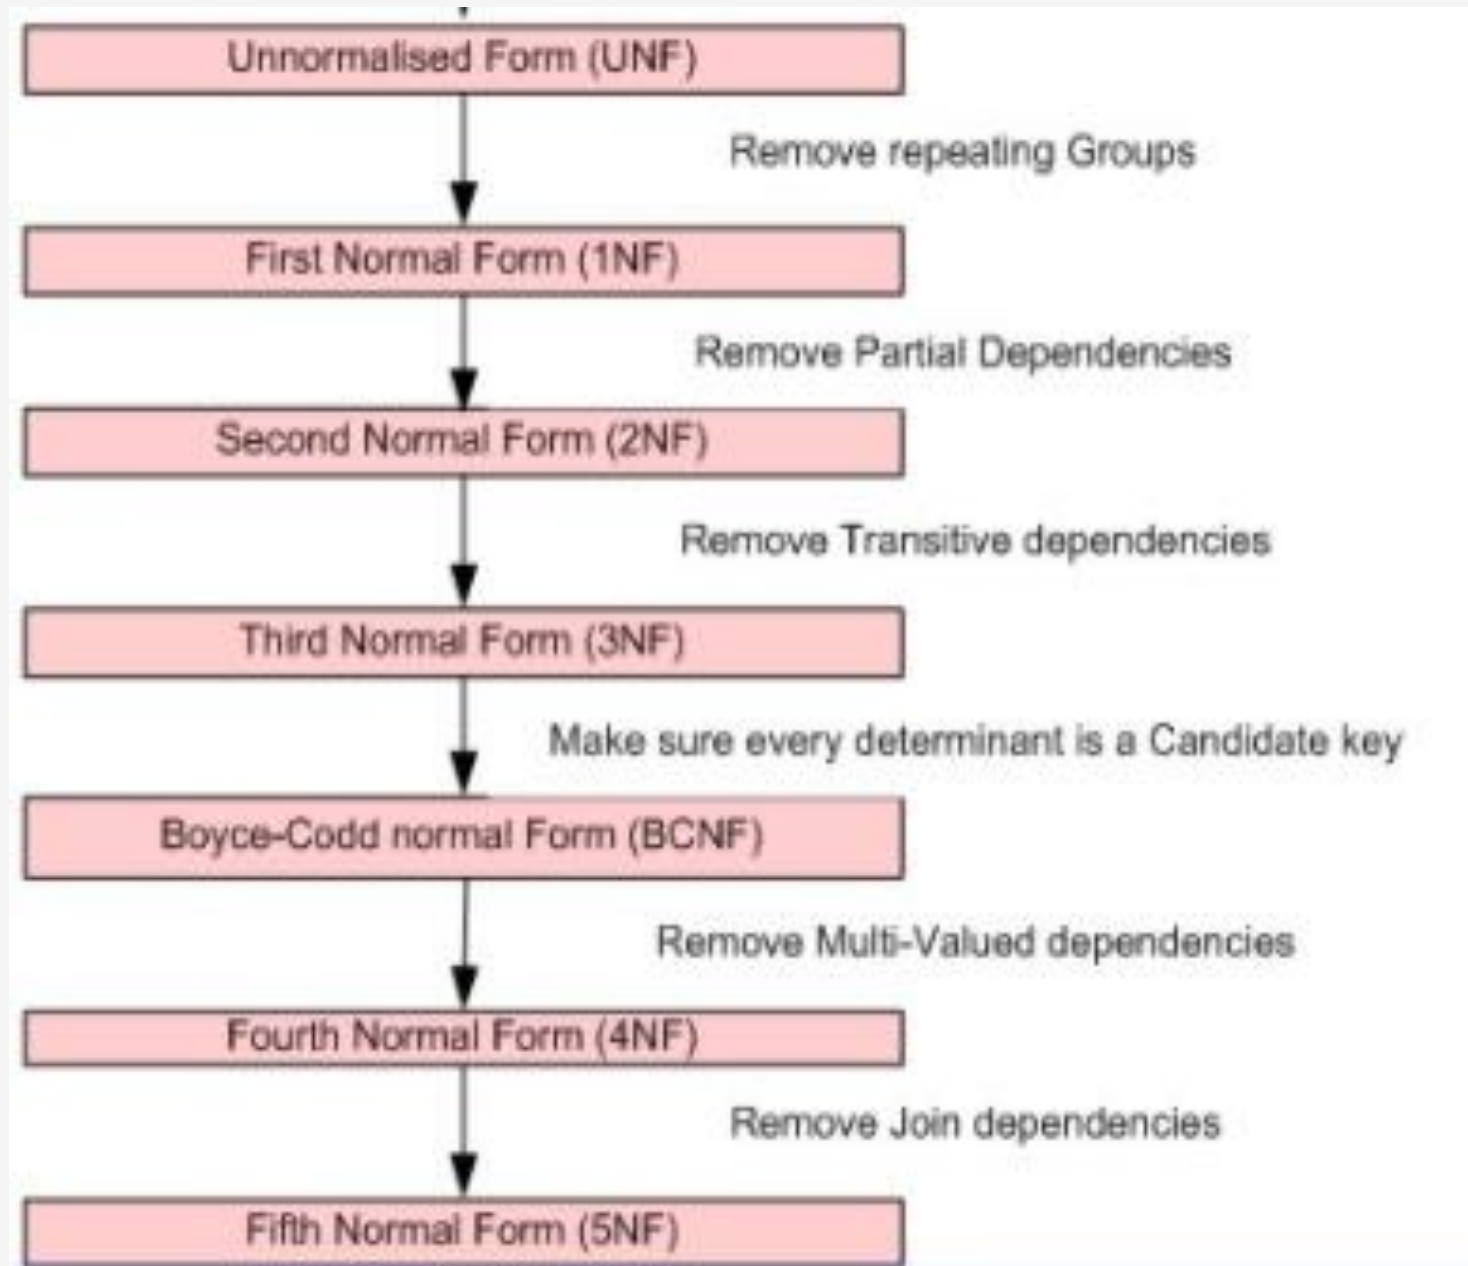 Unnormalised Form (UNF)
Remove repeating Groups
First Normal Form (1NF)
Remove Partial Dependencies
Second Normal Form (2NF)
Remove Transitive dependencies
Third Normal Form (3NF)
Make sure every determinant is a Candidate key
Boyce-Codd normal Form (BCNF)
Remove Multi-Valued dependencies
Fourth Normal Form (4NF)
Remove Join dependencies
Fifth Normal Form (5NF)